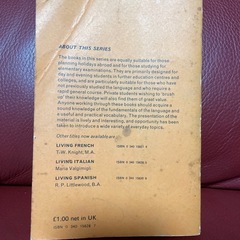 ABOUT THIS SERIES
The books in this series are equally suitable for those
planning holidays abroad and for those studying for
elementary examinations. They are primarily designed for
day and evening students in further education centres and
colleges, and are particularly suitable for those who have
not previously studied the language and who require a
rapid general course. Private students wishing to 'brush
up' their knowledge will also find them of great value.
Anyone working through these books should acquire a
sound knowledge of the fundamentals of the language and
a useful and practical vocabulary. The presentation of the
material is lively and interesting, and opportunity has been
taken to introduce a wide variety of everyday topics.
Other titles now available:
LIVING FRENCH
T. W. Knight, M.A.
LIVING ITALIAN
Maria Valgimigli
LIVING SPANISH
R. P. Littlewood, B.A.
£1.00 net in UK